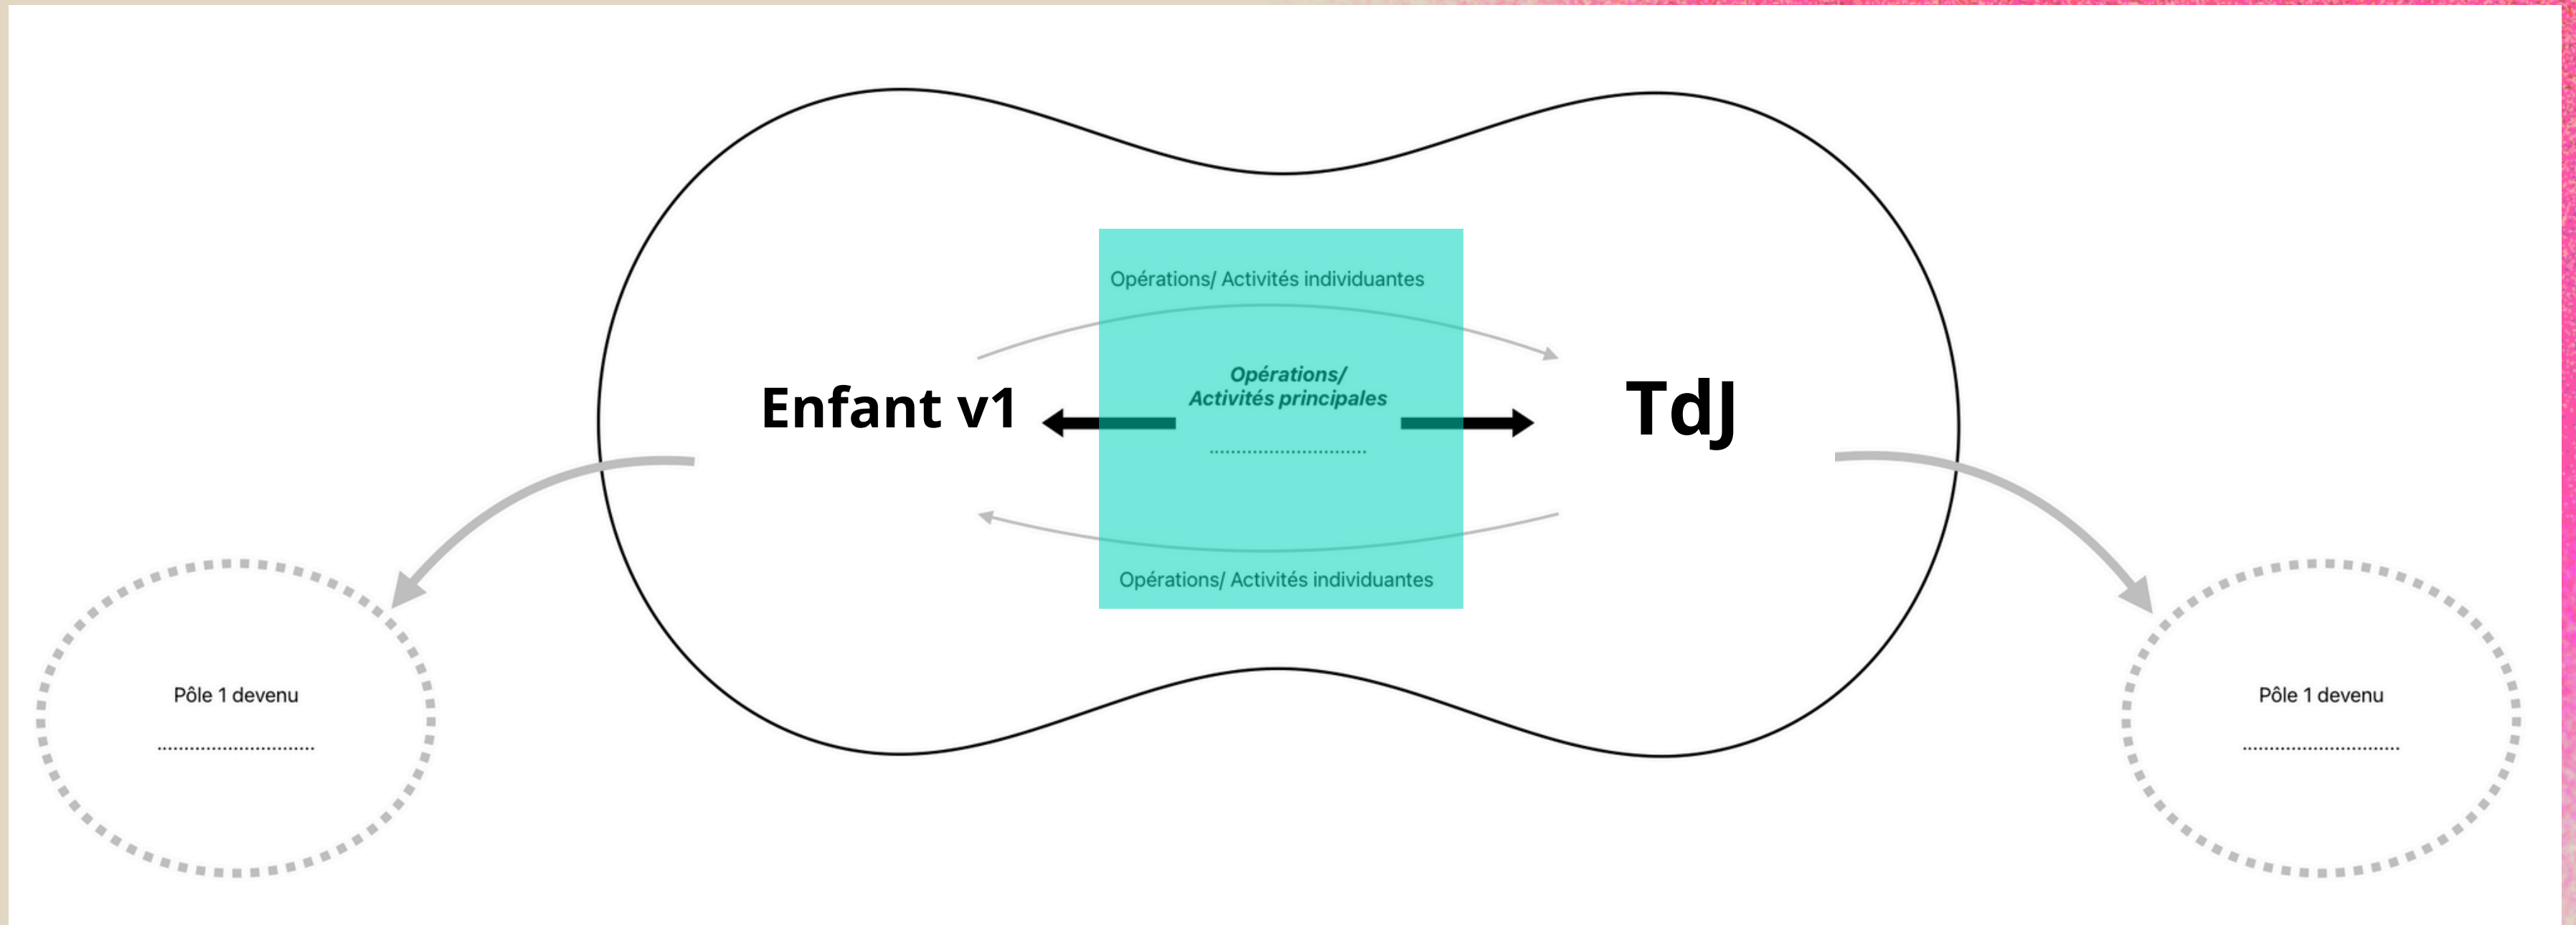 Opérations/ Activités individuantes
Opérations/
Activités principales
Enfant v1
TdJ
..............................
Opérations/ Activités individuantes
Pôle 1 devenu
..............................
Pôle 1 devenu
..............................